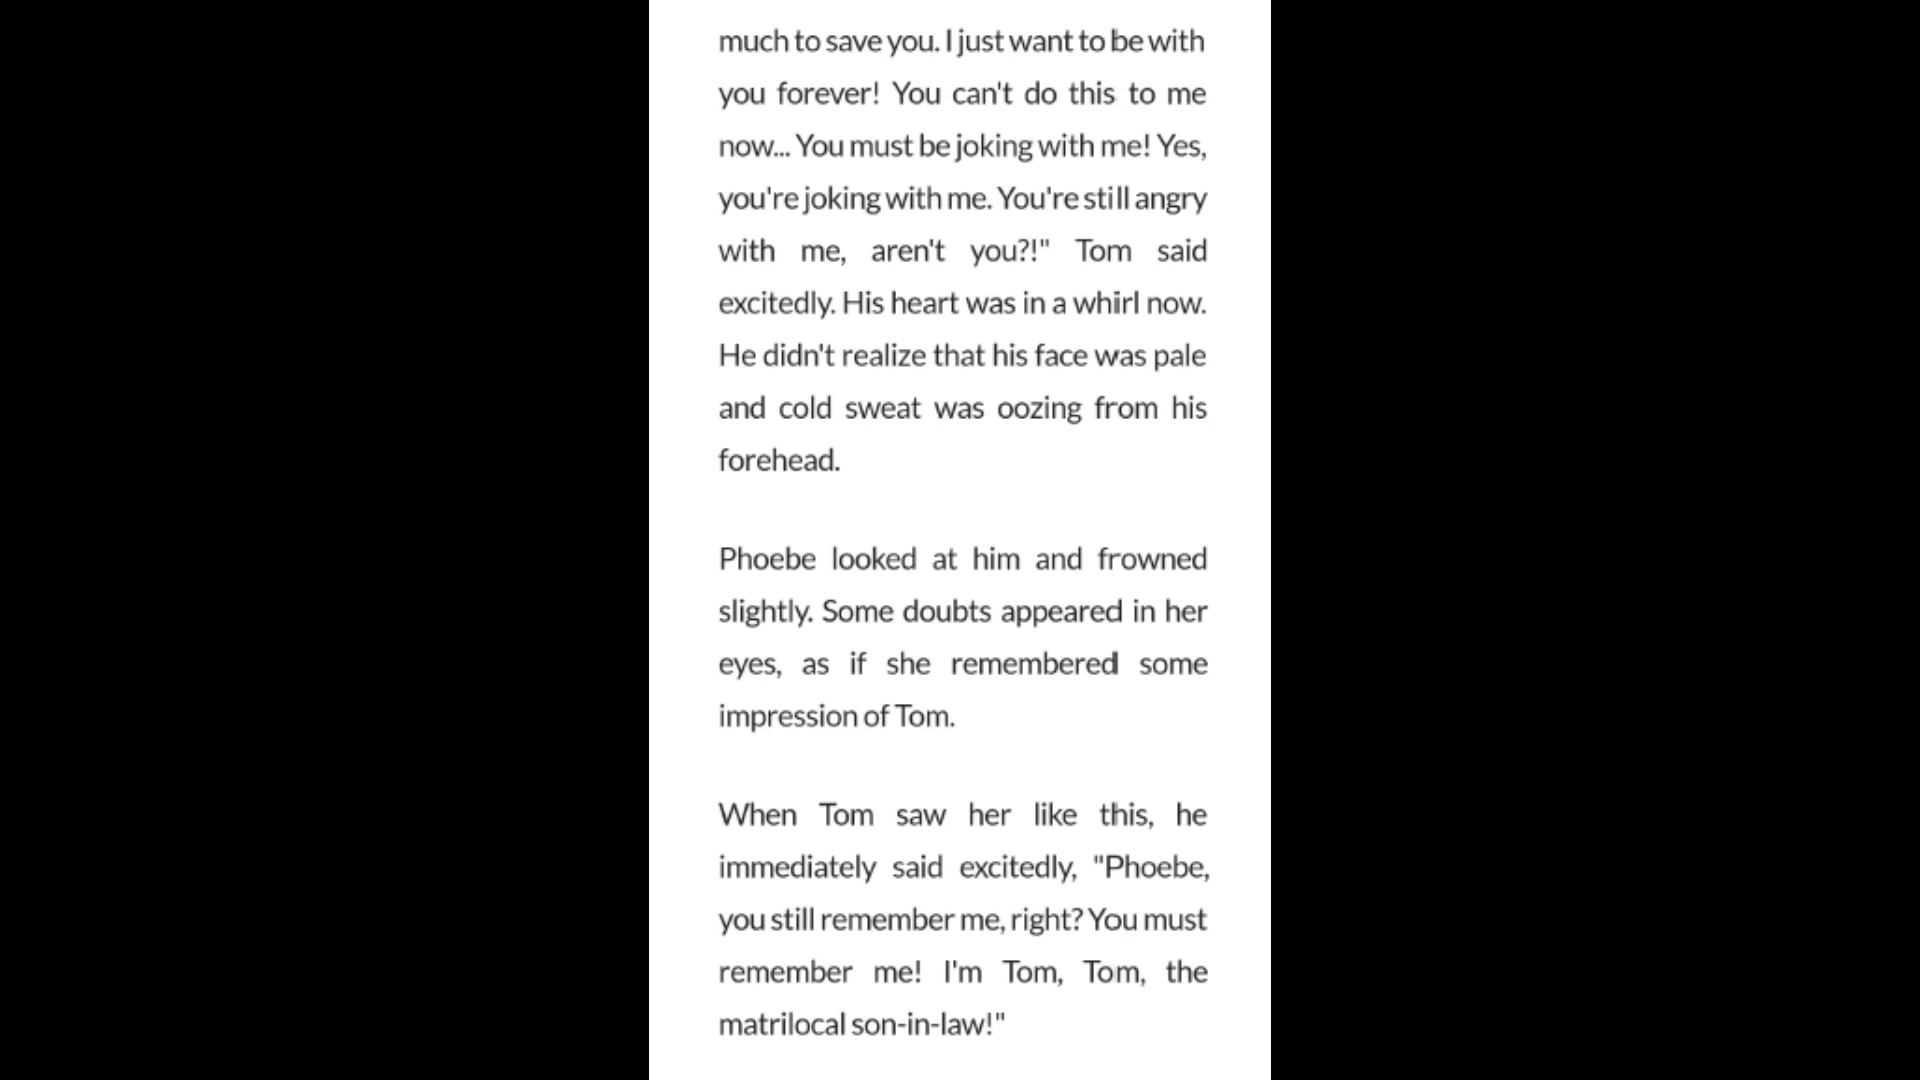 much to save you. I just want to be with
you forever! You can't do this to me
now... You must be joking with me! Yes,
you're joking with me. You're still angry
with me, aren't you?!" Tom said
excitedly. His heart was in a whirl now.
He didn't realize that his face was pale
and cold sweat was oozing from his
forehead.
Phoebe looked at him and frowned
slightly. Some doubts appeared in her
eyes, as if she remembered some
impression of Tom.
When Tom saw her like this, he
immediately said excitedly, "Phoebe,
you still remember me, right? You must
remember me! I'm Tom, Tom, the
matrilocal son-in-law!"